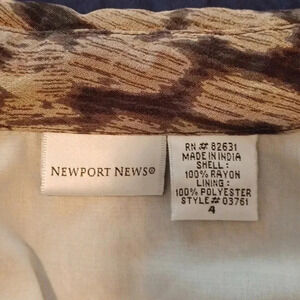 NEWPORT NEWS®
RN# 82631
MADE IN INDIA
SHELL:
100% RAYON
LINING:
100% POLYESTER
STYLE# 03761
4